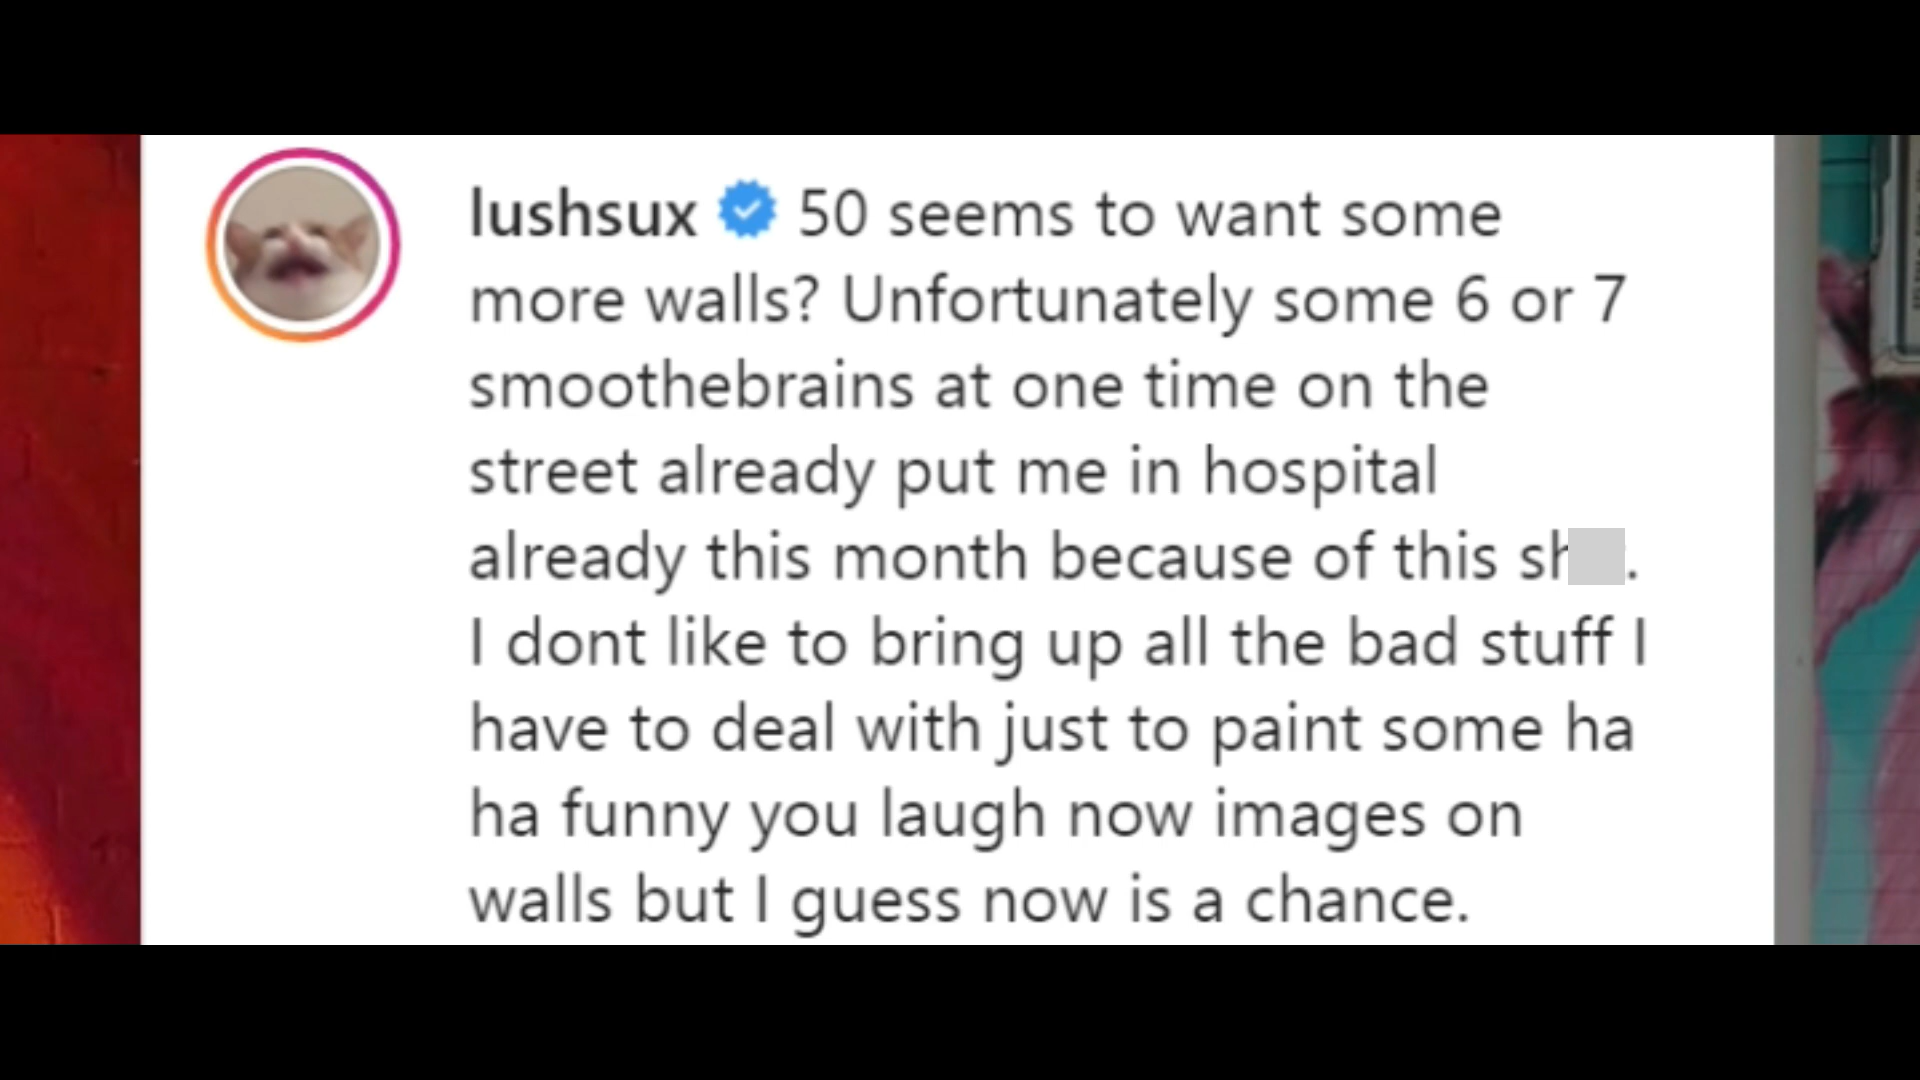 lushsux 50 seems to want some
more walls? Unfortunately some 6 or 7
smoothebrains at one time on the
street already put me in hospital
already this month because of this sh .
I dont like to bring up all the bad stuff I
have to deal with just to paint some ha
ha funny you laugh now images on
walls but I guess now is a chance.